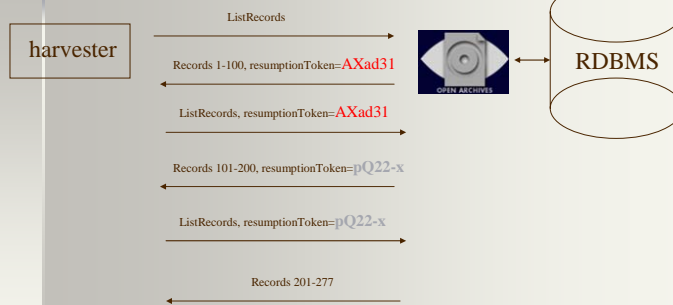 ListRecords
harvester
Records 1-100, resumptionToken=AXad31
OPEN ARCHIVES
RDBMS
ListRecords, resumptionToken=AXad31
Records 101-200, resumptionToken=pQ22-x
ListRecords, resumptionToken=pQ22-x
Records 201-277